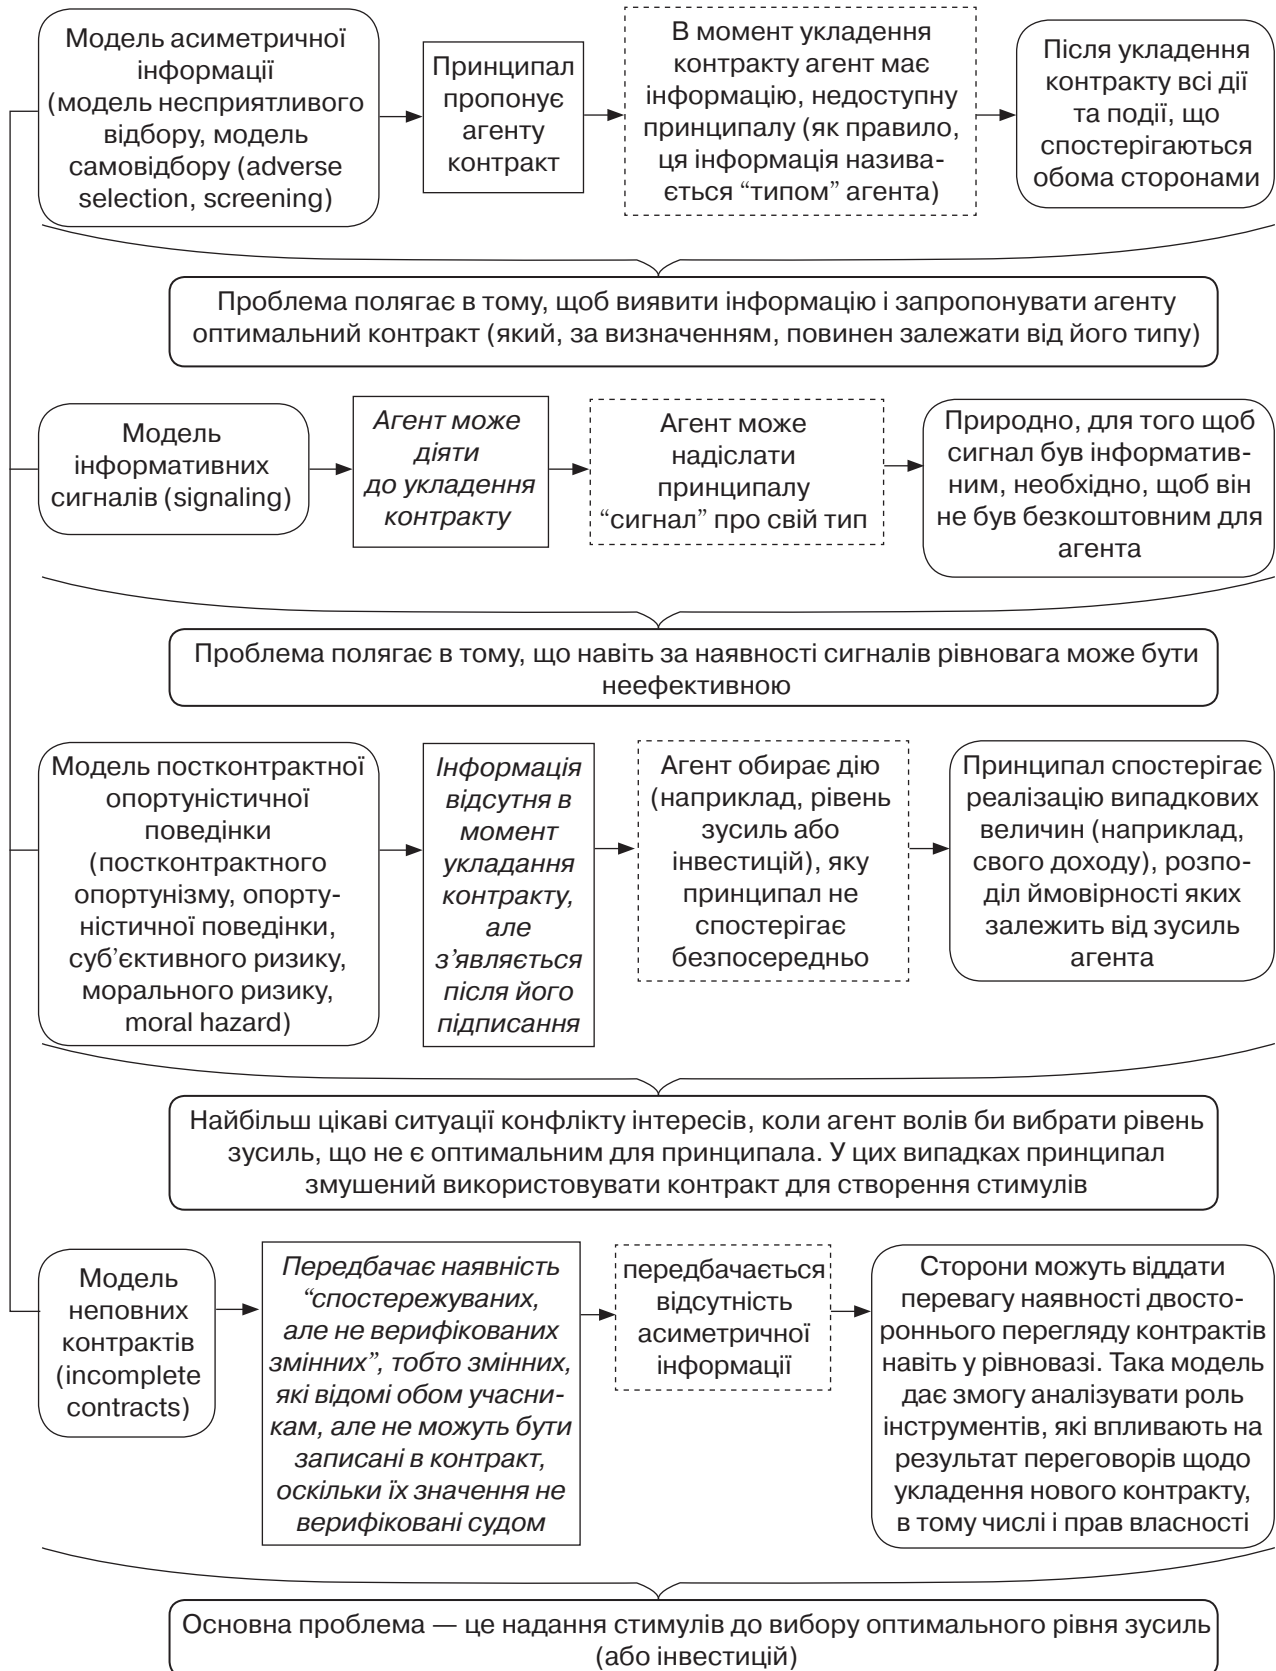 Модель асиметричної
інформації
(модель несприятливого
відбору, модель
самовідбору (adverse
selection, screening)
Принципал
пропонує
агенту
контракт
В момент укладення
контракту агент має
інформацію, недоступну
принципалу (як правило,
ця інформація назива-
ється “типом” агента)
Після укладення
контракту всі дії
та події, що
спостерігаються
обома сторонами
Проблема полягає в тому, щоб виявити інформацію і запропонувати агенту
оптимальний контракт (який, за визначенням, повинен залежати від його типу)
Модель
інформативних
сигналів (signaling)
Агент може
діяти
до укладення
контракту
Агент може
надіслати
принципалу
“сигнал” про свій тип
Природно, для того щоб
сигнал був інформатив-
ним, необхідно, щоб він
не був безкоштовним для
агента
Проблема полягає в тому, що навіть за наявності сигналів рівновага може бути
неефективною
Модель постконтрактної
опортуністичної
поведінки
(постконтрактного
опортунізму, опорту-
ністичної поведінки,
суб’єктивного ризику,
морального ризику,
moral hazard)
Інформація
відсутня в
момент
укладання
контракту,
але
з’являється
після його
підписання
Агент обирає дію
(наприклад, рівень
зусиль або
інвестицій), яку
принципал не
спостерігає
безпосередньо
Принципал спостерігає
реалізацію випадкових
величин (наприклад,
свого доходу), розпо-
діл ймовірності яких
залежить від зусиль
агента
Найбільш цікаві ситуації конфлікту інтересів, коли агент волів би вибрати рівень
зусиль, що не є оптимальним для принципала. У цих випадках принципал
змушений використовувати контракт для створення стимулів
Модель
неповних
контрактів
(incomplete
contracts)
Передбачає наявність
“спостережуваних,
але не верифікованих
змінних”, тобто змінних,
які відомі обом учасни-
кам, але не можуть бути
записані в контракт,
оскільки їх значення не
верифіковані судом
передбачається
відсутність
асиметричної
інформації
Сторони можуть віддати
перевагу наявності двосто-
роннього перегляду контрактів
навіть у рівновазі. Така модель
дає змогу аналізувати роль
інструментів, які впливають на
результат переговорів щодо
укладення нового контракту,
в тому числі і прав власності
Основна проблема — це надання стимулів до вибору оптимального рівня зусиль
(або інвестицій)